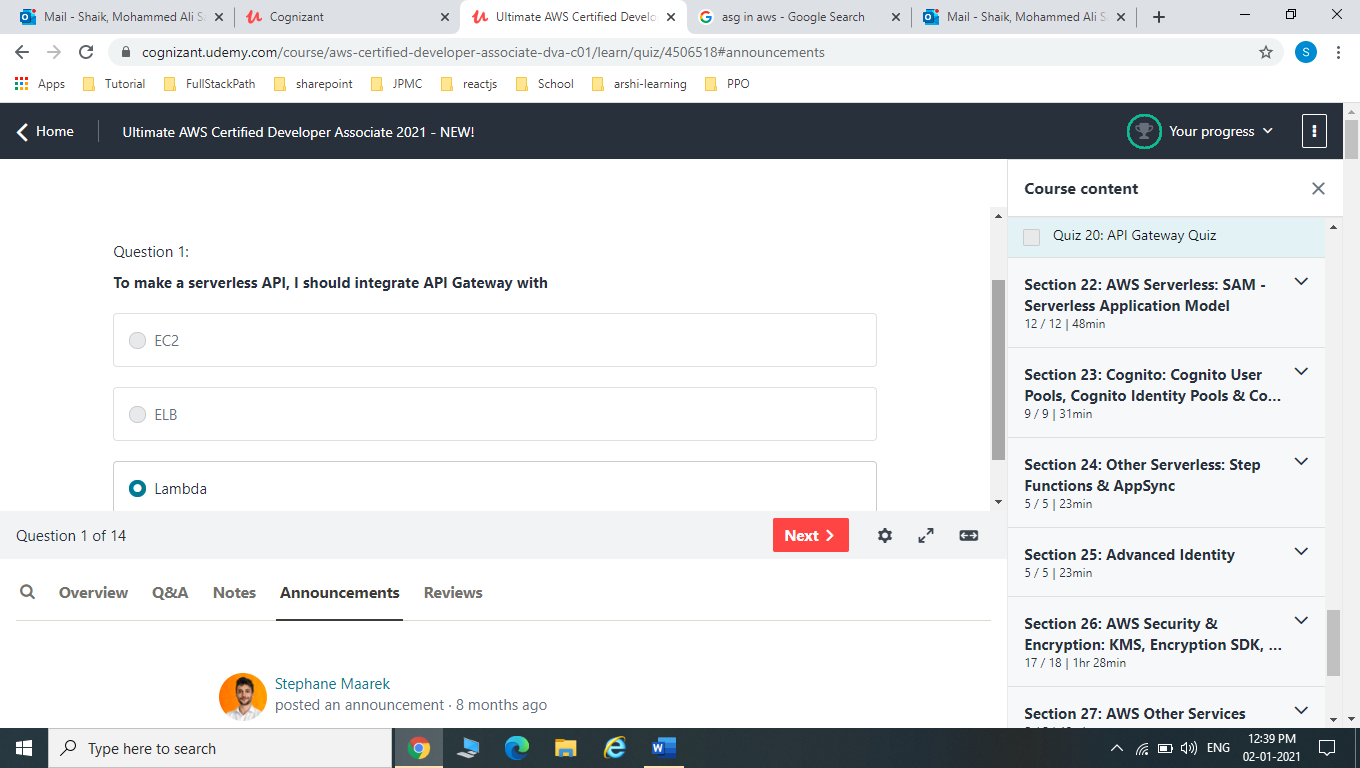 Mail - Shaik, Mohammed Ali S
Cognizant
Ultimate AWS Certified Develo
asg in aws - Google Search
Mail - Shaik, Mohammed Ali S
cognizant.udemy.com/course/aws-certified-developer-associate-dva-c01/learn/quiz/4506518#announcements
S
Apps
Tutorial
FullStackPath
sharepoint
JPMC
reactjs
School
arshi-learning
PPO
Home
Ultimate AWS Certified Developer Associate 2021 - NEW!
Your progress
Question 1:
To make a serverless API, I should integrate API Gateway with
EC2
ELB
Lambda
Question 1 of 14
Next
Overview
Q&A
Notes
Announcements
Reviews
Stephane Maarek
posted an announcement · 8 months ago
Course content
Quiz 20: API Gateway Quiz
Section 22: AWS Serverless: SAM -
Serverless Application Model
12 / 12 | 48min
Section 23: Cognito: Cognito User
Pools, Cognito Identity Pools & Co...
9 / 9 | 31min
Section 24: Other Serverless: Step
Functions & AppSync
5 / 5 | 23min
Section 25: Advanced Identity
5 / 5 | 23min
Section 26: AWS Security &
Encryption: KMS, Encryption SDK, ...
17 / 18 | 1hr 28min
Section 27: AWS Other Services
Type here to search
ENG
12:39 PM
02-01-2021